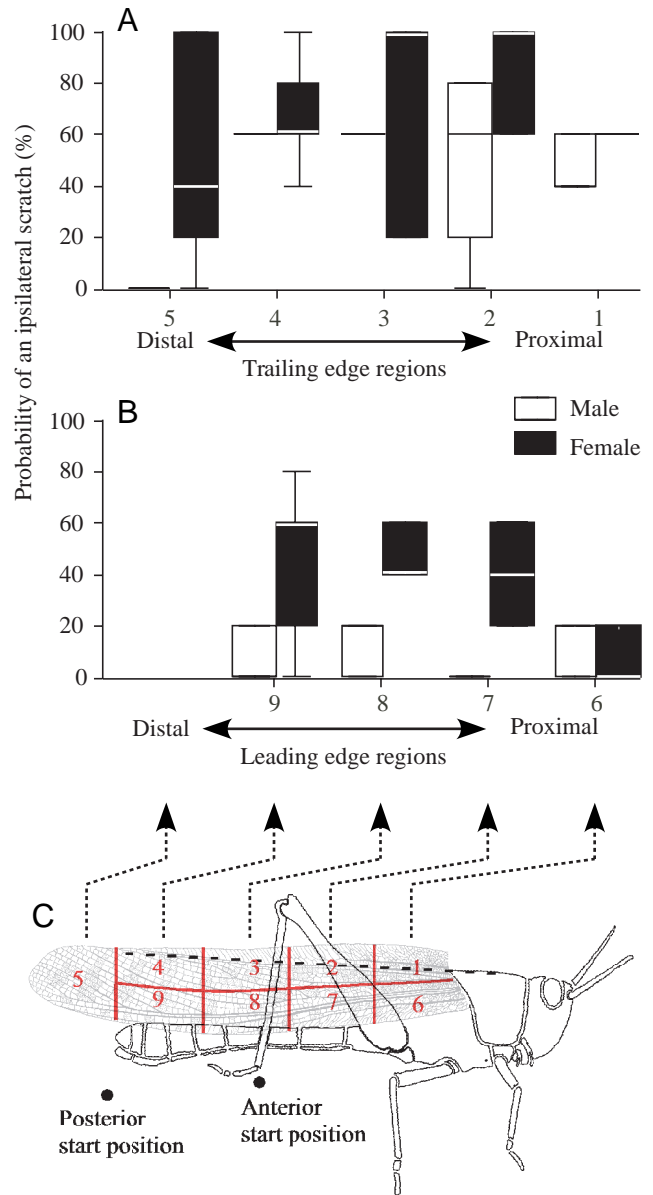 A
Probability of an ipsilateral scratch (%)
100
80
60
40
20
0
5 4 3 2 1
Distal Proximal
Trailing edge regions
B
Male
Female
100
80
60
40
20
0
9 8 7 6
Distal Proximal
Leading edge regions
C
5 4 3 2 1
9 8 7 6
Posterior
start position
Anterior
start position